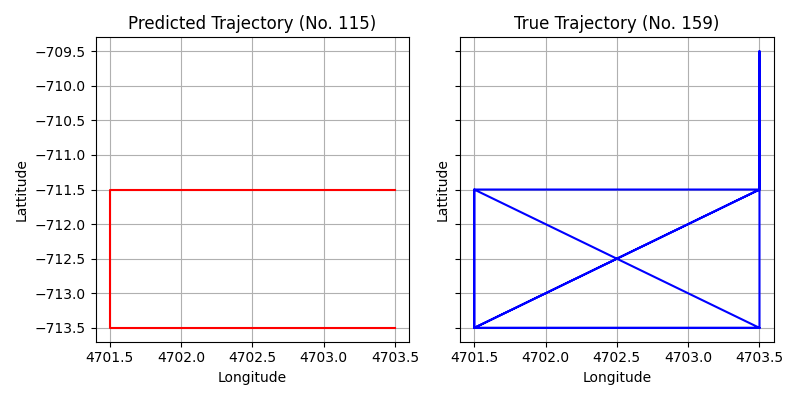 Predicted Trajectory (No. 115)
True Trajectory (No. 159)
−709.5
−710.0
−710.5
−711.0
−711.5
−712.0
−712.5
−713.0
−713.5
Lattitude
Lattitude
4701.5 4702.0 4702.5 4703.0 4703.5
4701.5 4702.0 4702.5 4703.0 4703.5
Longitude
Longitude